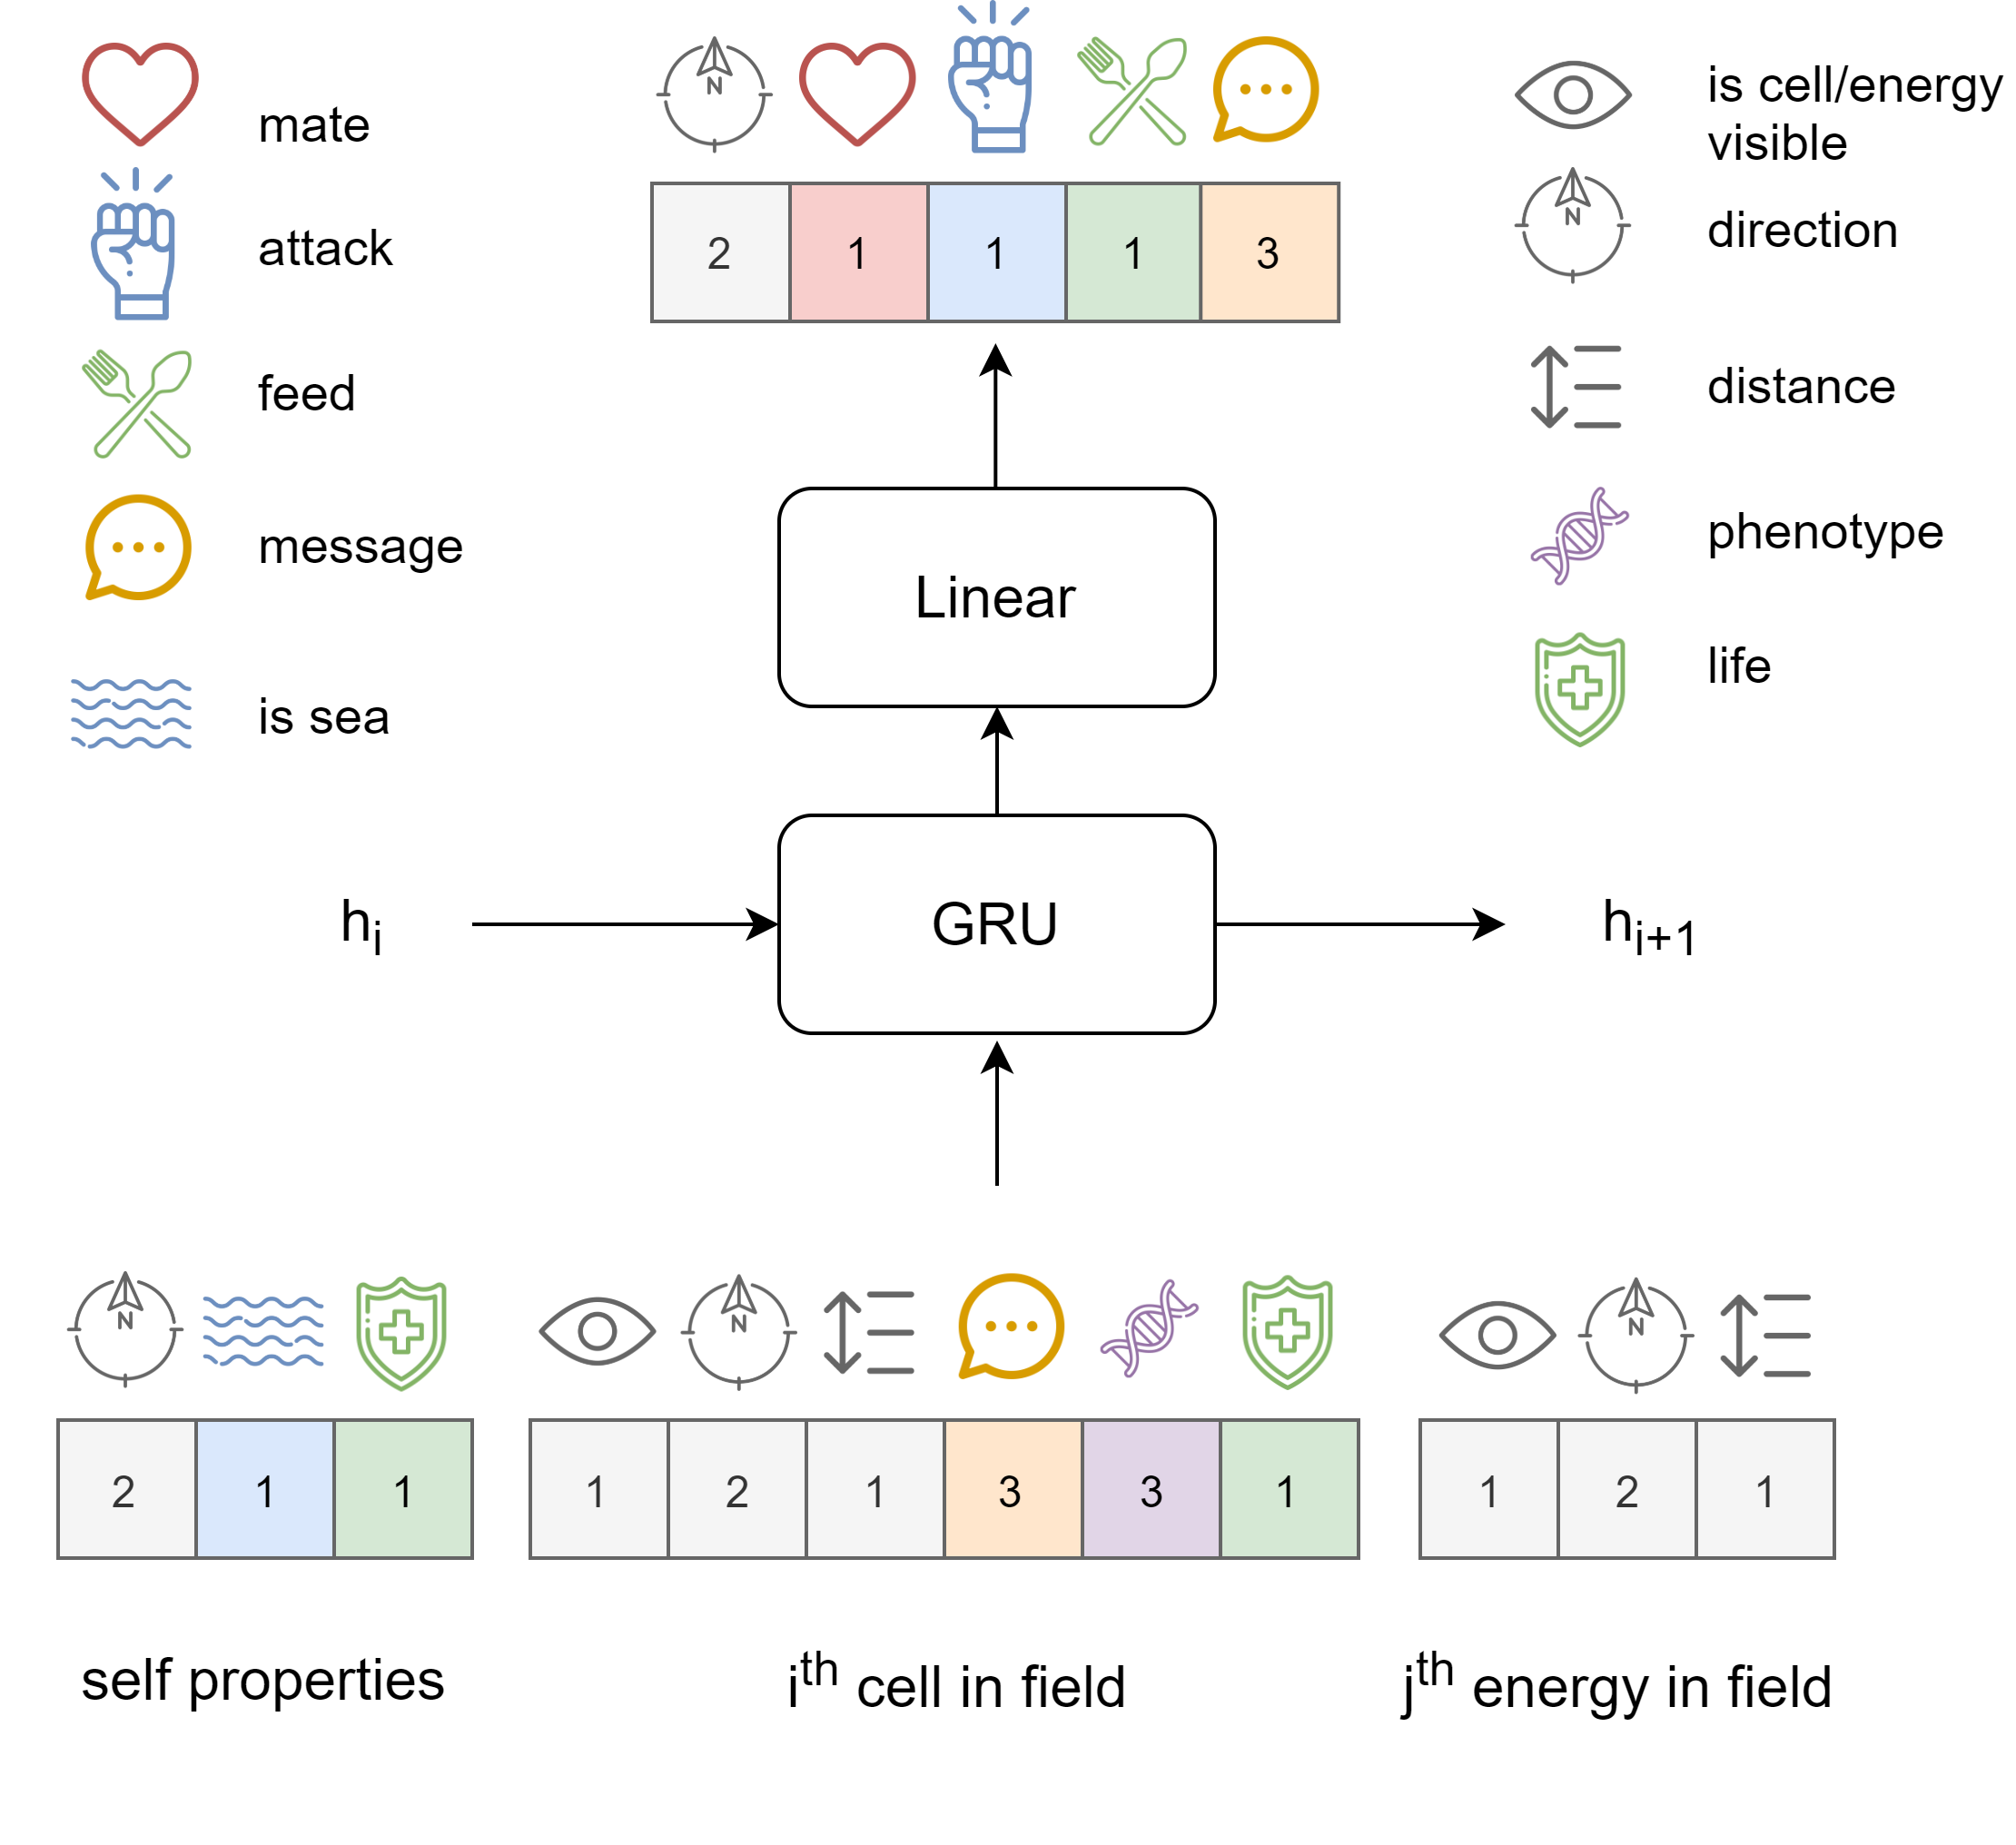 mate
attack
feed
message
is sea
N
2 1 1 1 3
is cell/energy
visible
N
direction
distance
phenotype
life
Linear
h_i
GRU
h_{i+1}
N
N
N
2 1 1
1 2 1 3 3 1
1 2 1
self properties
i^{th} cell in field
j^{th} energy in field